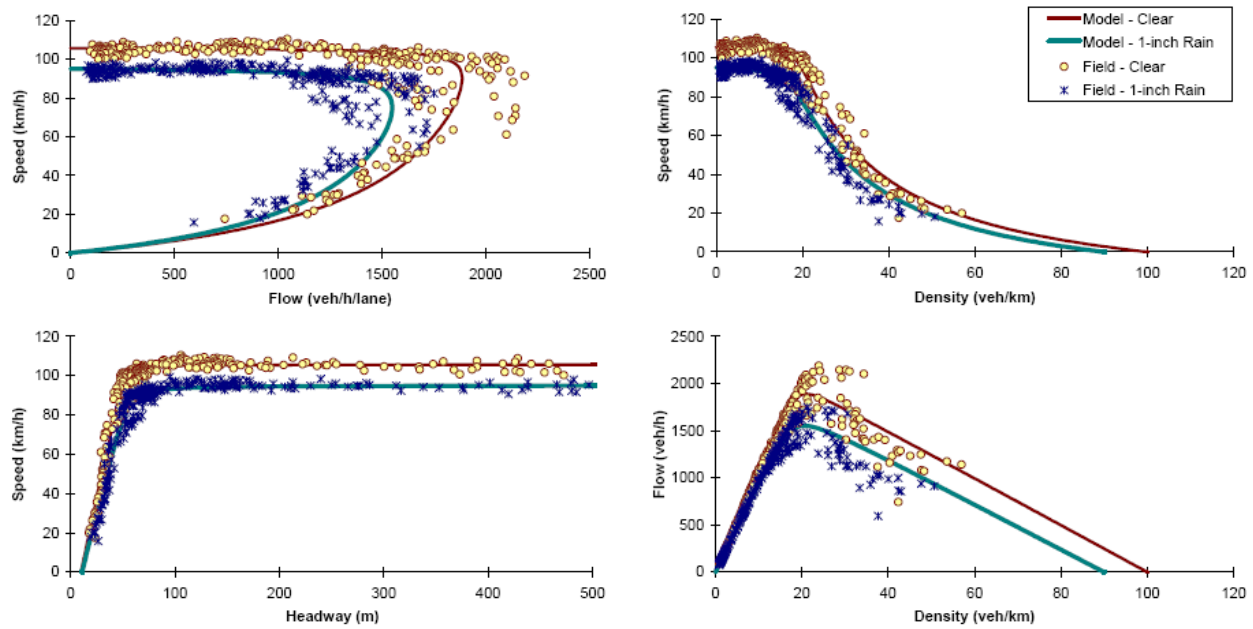 120
100
80
60
40
20
0
Speed (km/h)
0 500 1000 1500 2000 2500
Flow (veh/h/lane)
120
100
80
60
40
20
0
Speed (km/h)
0 20 40 60 80 100 120
Density (veh/km)
Model - Clear
Model - 1-inch Rain
Field - Clear
Field - 1-inch Rain
120
100
80
60
40
20
0
Speed (km/h)
0 100 200 300 400 500
Headway (m)
2500
2000
1500
1000
500
0
Flow (veh/h)
0 20 40 60 80 100 120
Density (veh/km)